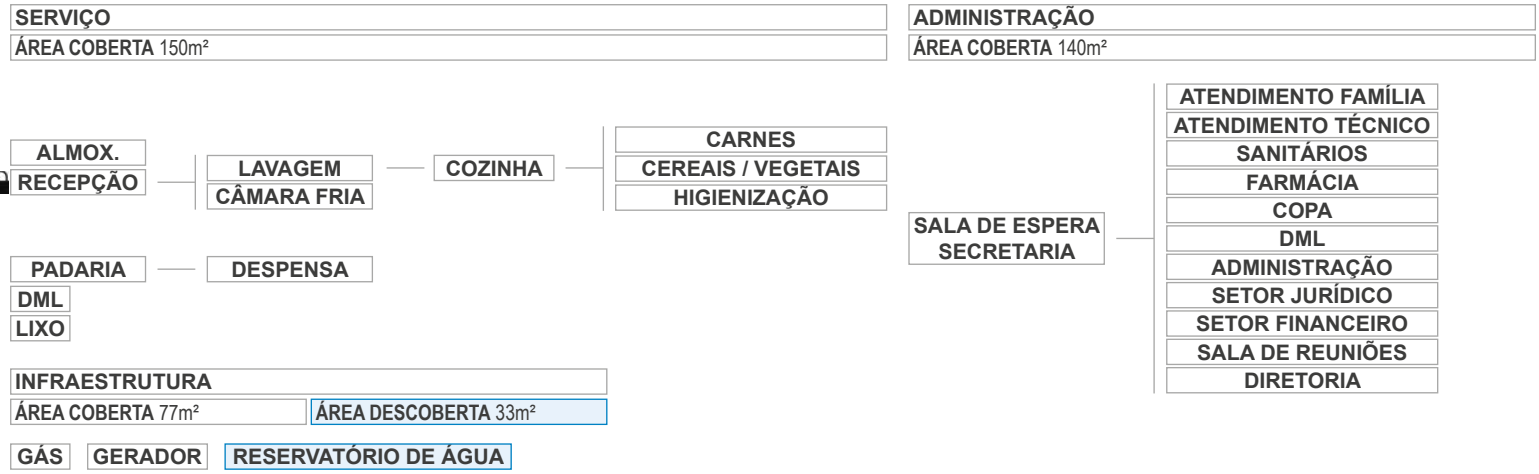 SERVIÇO
ÁREA COBERTA 150m²
ALMOX.
RECEPÇÃO
LAVAGEM
CÂMARA FRIA
COZINHA
CARNES
CEREAIS / VEGETAIS
HIGIENIZAÇÃO
PADARIA
DESPENSA
DML
LIXO
INFRAESTRUTURA
ÁREA COBERTA 77m²
ÁREA DESCOBERTA 33m²
GÁS
GERADOR
RESERVATÓRIO DE ÁGUA
ADMINISTRAÇÃO
ÁREA COBERTA 140m²
SALA DE ESPERA
SECRETARIA
ATENDIMENTO FAMÍLIA
ATENDIMENTO TÉCNICO
SANITÁRIOS
FARMÁCIA
COPA
DML
ADMINISTRAÇÃO
SETOR JURÍDICO
SETOR FINANCEIRO
SALA DE REUNIÕES
DIRETORIA